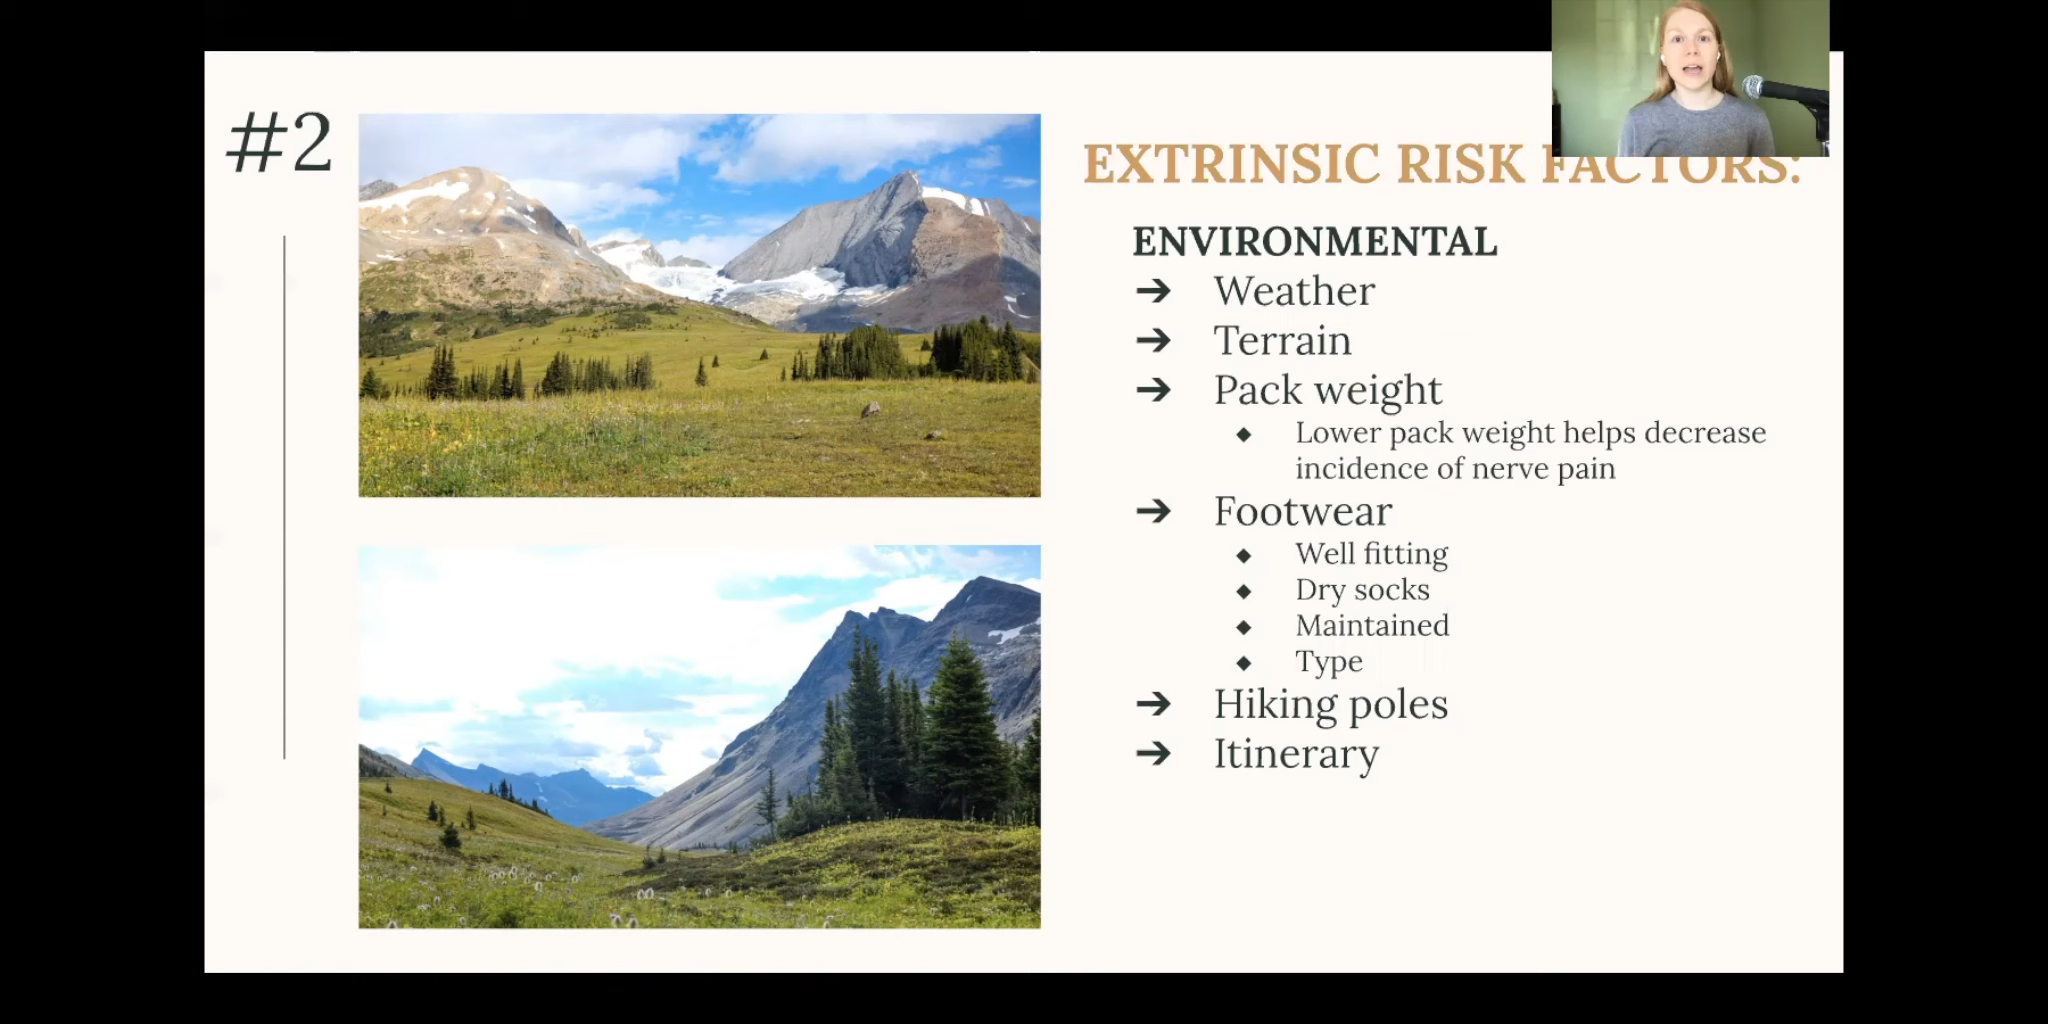 #2
EXTRINSIC RISK FACTORS:
ENVIRONMENTAL
➔ Weather
➔ Terrain
➔ Pack weight
◆ Lower pack weight helps decrease
incidence of nerve pain
➔ Footwear
◆ Well fitting
◆ Dry socks
◆ Maintained
◆ Type
➔ Hiking poles
➔ Itinerary